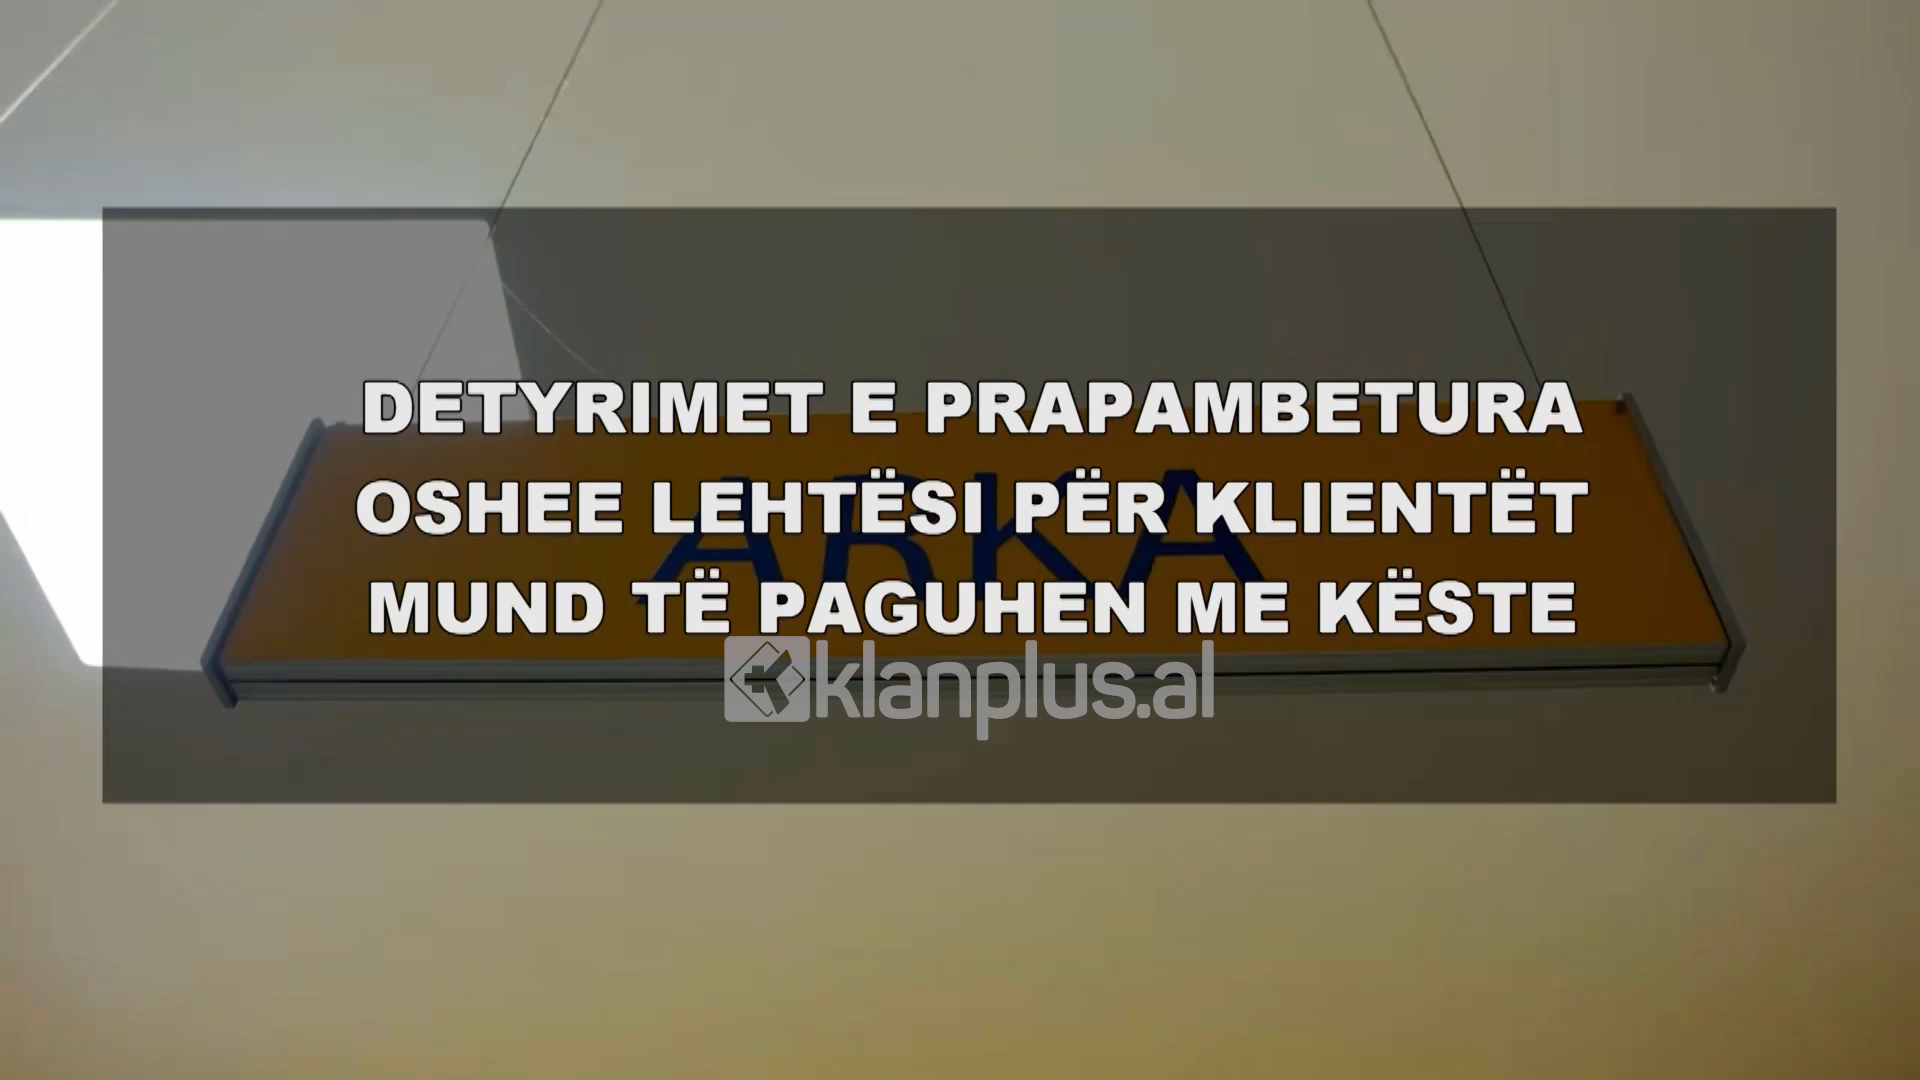 DETYRIMET E PRAPAMBETURA
OSHEE LEHTËSI PËR KLIENTËT
ARKA
MUND TË PAGUHEN ME KËSTE
klanplus.al